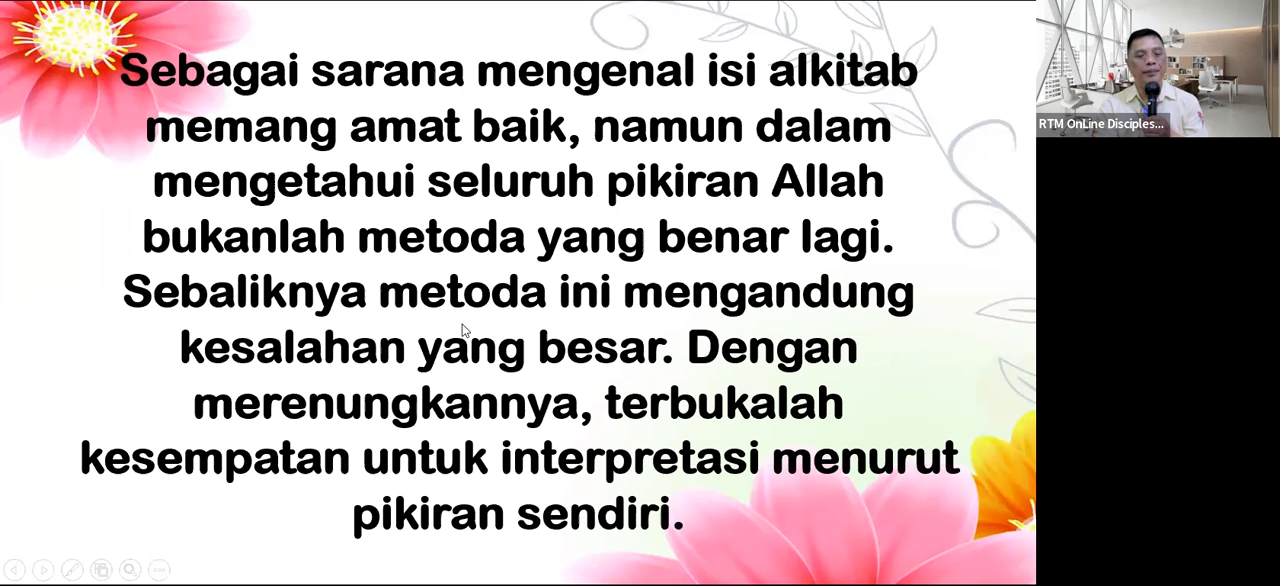 Sebagai sarana mengenal isi alkitab
memang amat baik, namun dalam
mengetahui seluruh pikiran Allah
bukanlah metoda yang benar lagi.
Sebaliknya metoda ini mengandung
kesalahan yang besar. Dengan
merenungkannya, terbukalah
kesempatan untuk interpretasi menurut
pikiran sendiri.
RTM OnLine Disciples...